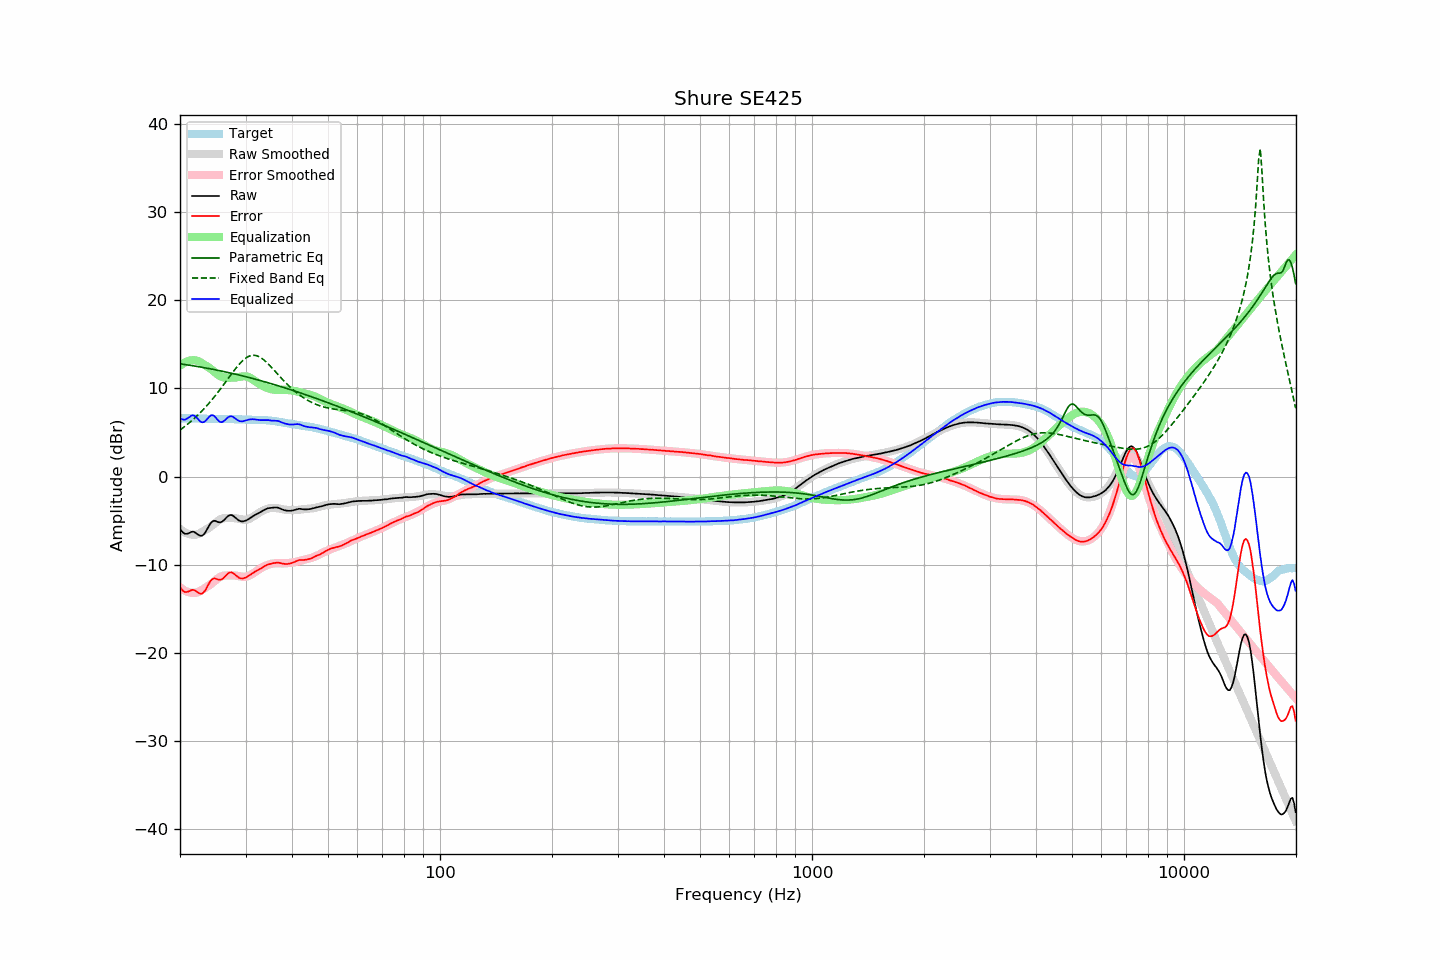 Shure SE425
40
30
20
10
0
−10
−20
−30
−40
Amplitude (dBr)
Target
Raw Smoothed
Error Smoothed
Raw
Error
Equalization
Parametric Eq
Fixed Band Eq
Equalized
100
1000
10000
Frequency (Hz)